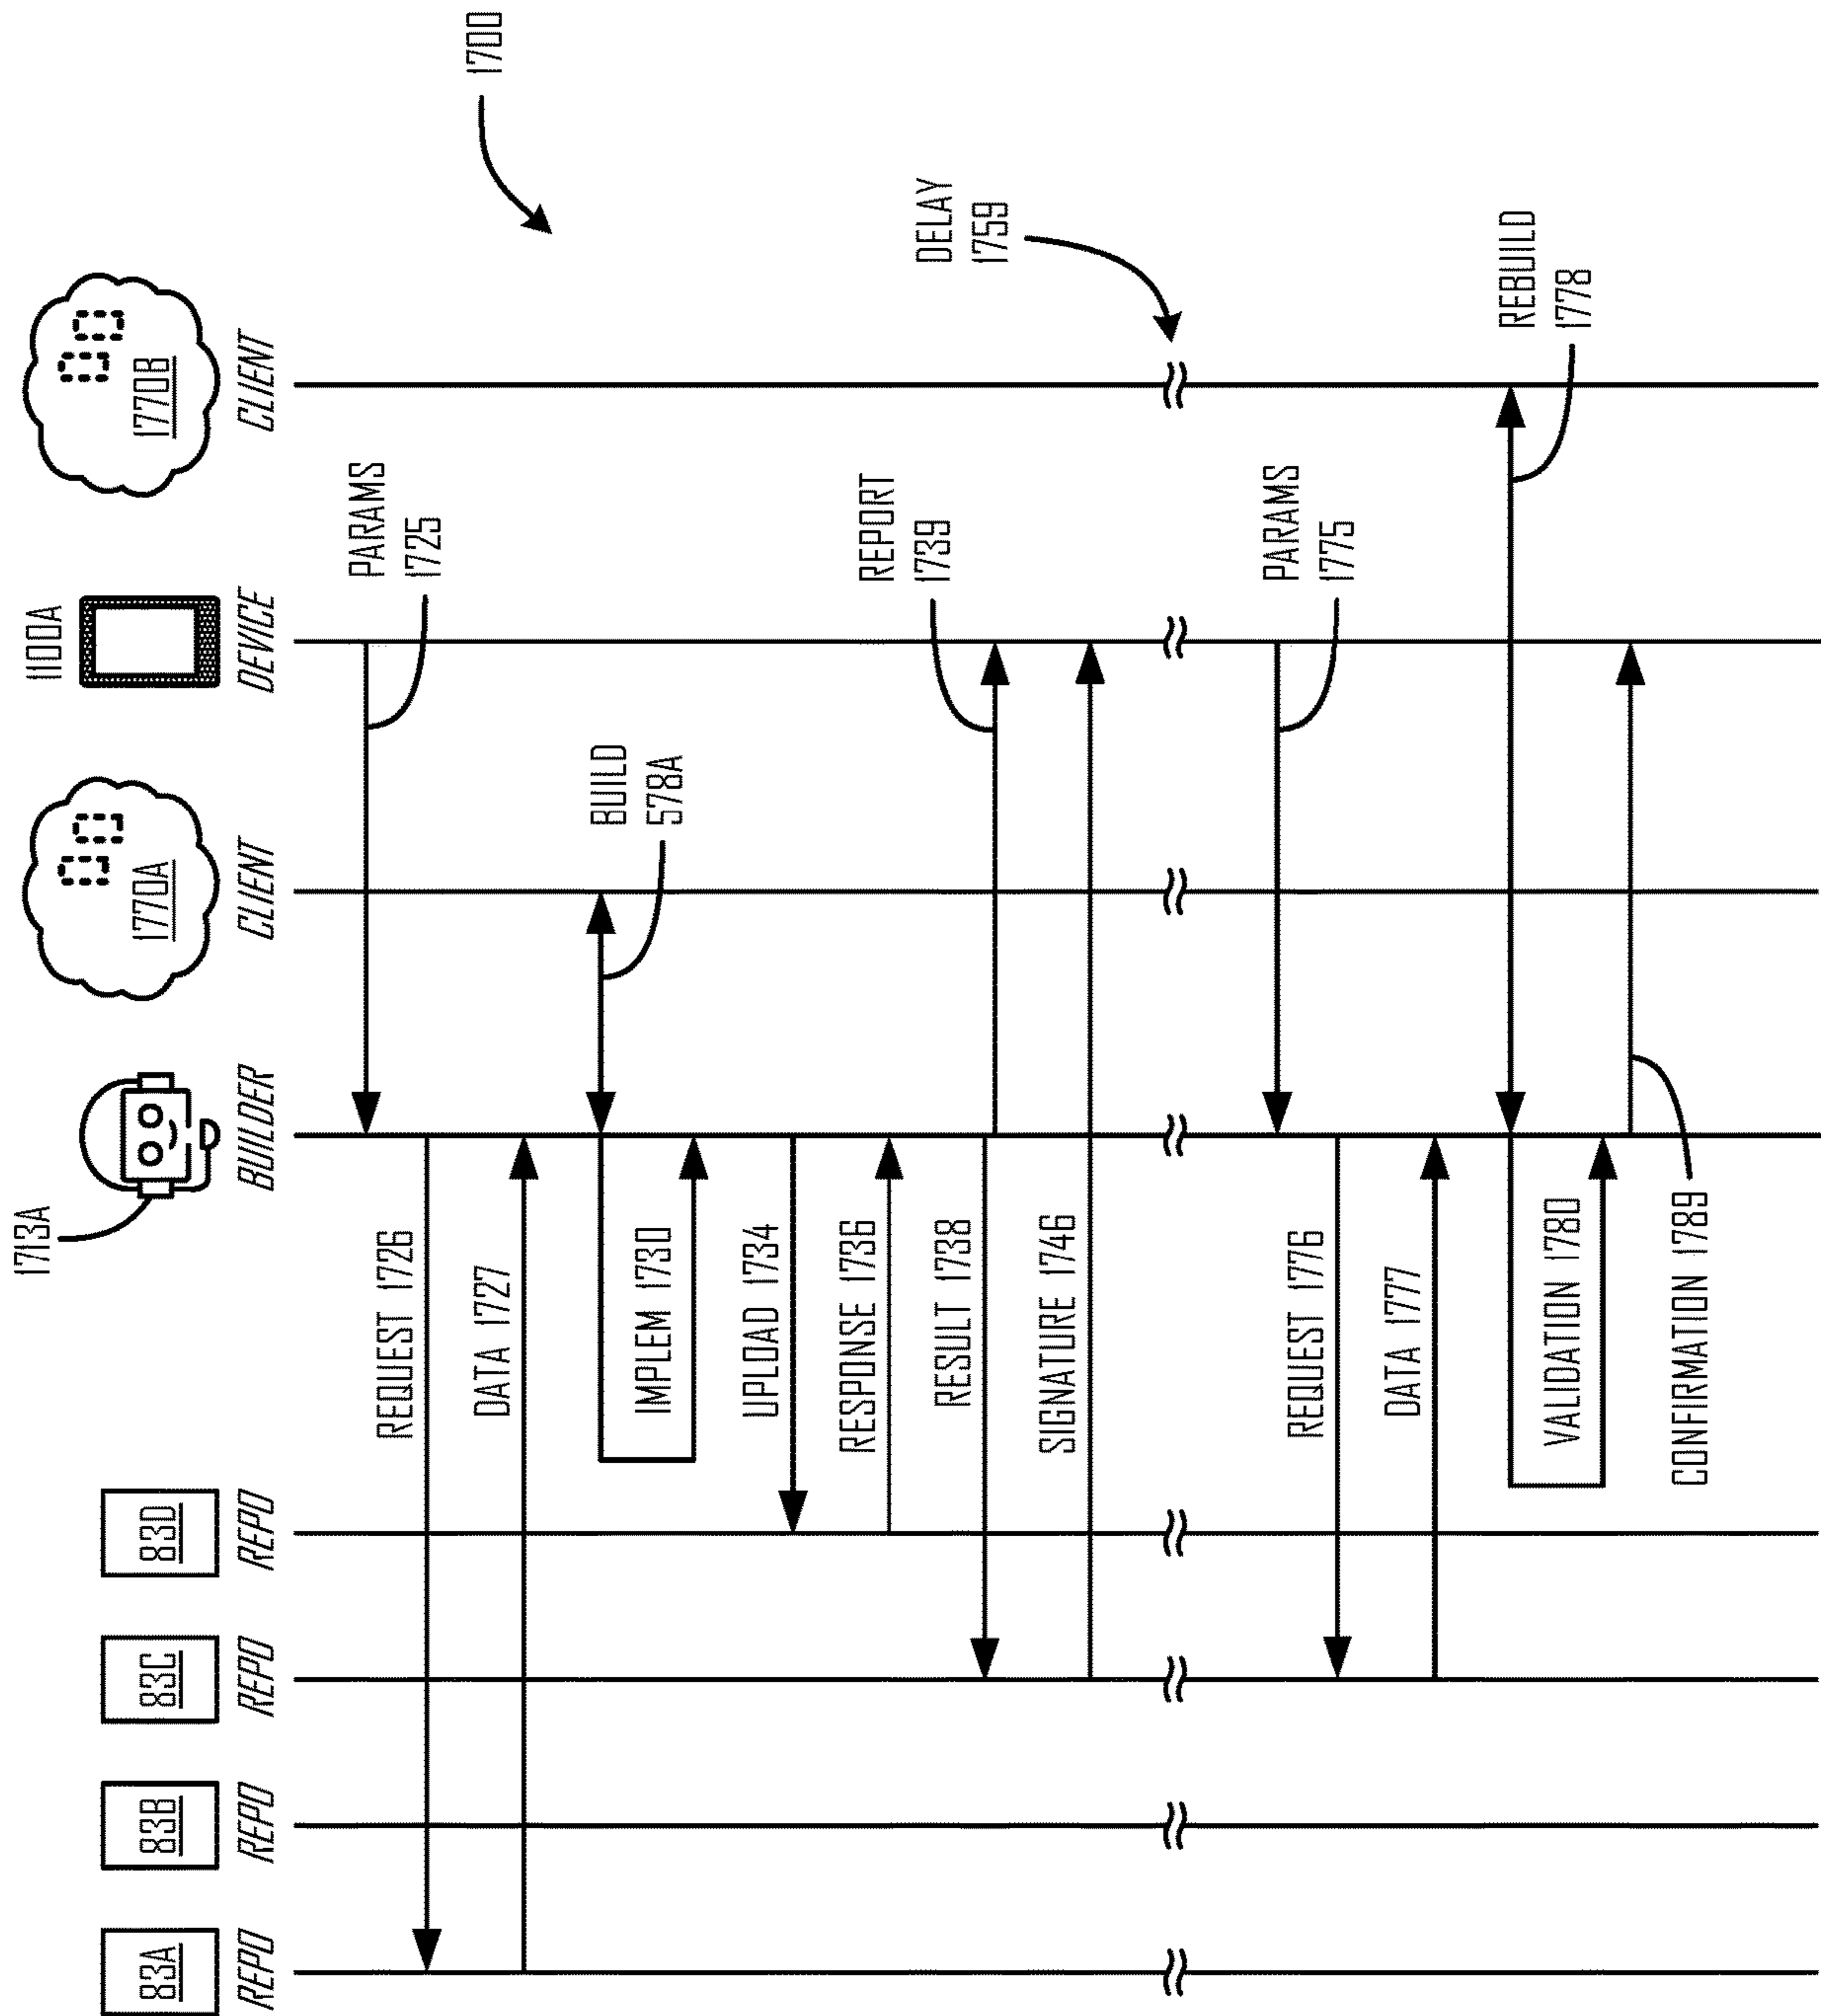 1713A
1100A
83A
83B
83C
83D
1770A
1770B
REPO
REPO
REPO
REPO
BUILDER
CLIENT
DEVICE
CLIENT
PARAMS
1725
REQUEST 1726
1700
DATA 1727
BUILD
578A
IMPLEM 1730
UPLOAD 1734
RESPONSE 1736
REPORT
1739
RESULT 1738
DELAY
1759
SIGNATURE 1746
PARAMS
1775
REQUEST 1776
DATA 1777
REBUILD
1778
VALIDATION 1780
CONFIRMATION 1789